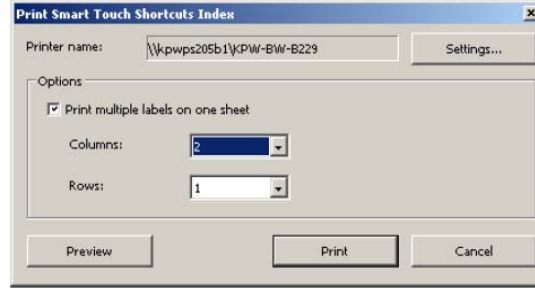 Print Smart Touch Shortcuts Index
Printer name: \\kpwps205b1\KPW-BW-B229 Settings...
Options
Print multiple labels on one sheet
Columns: 2
Rows: 1
Preview Print Cancel